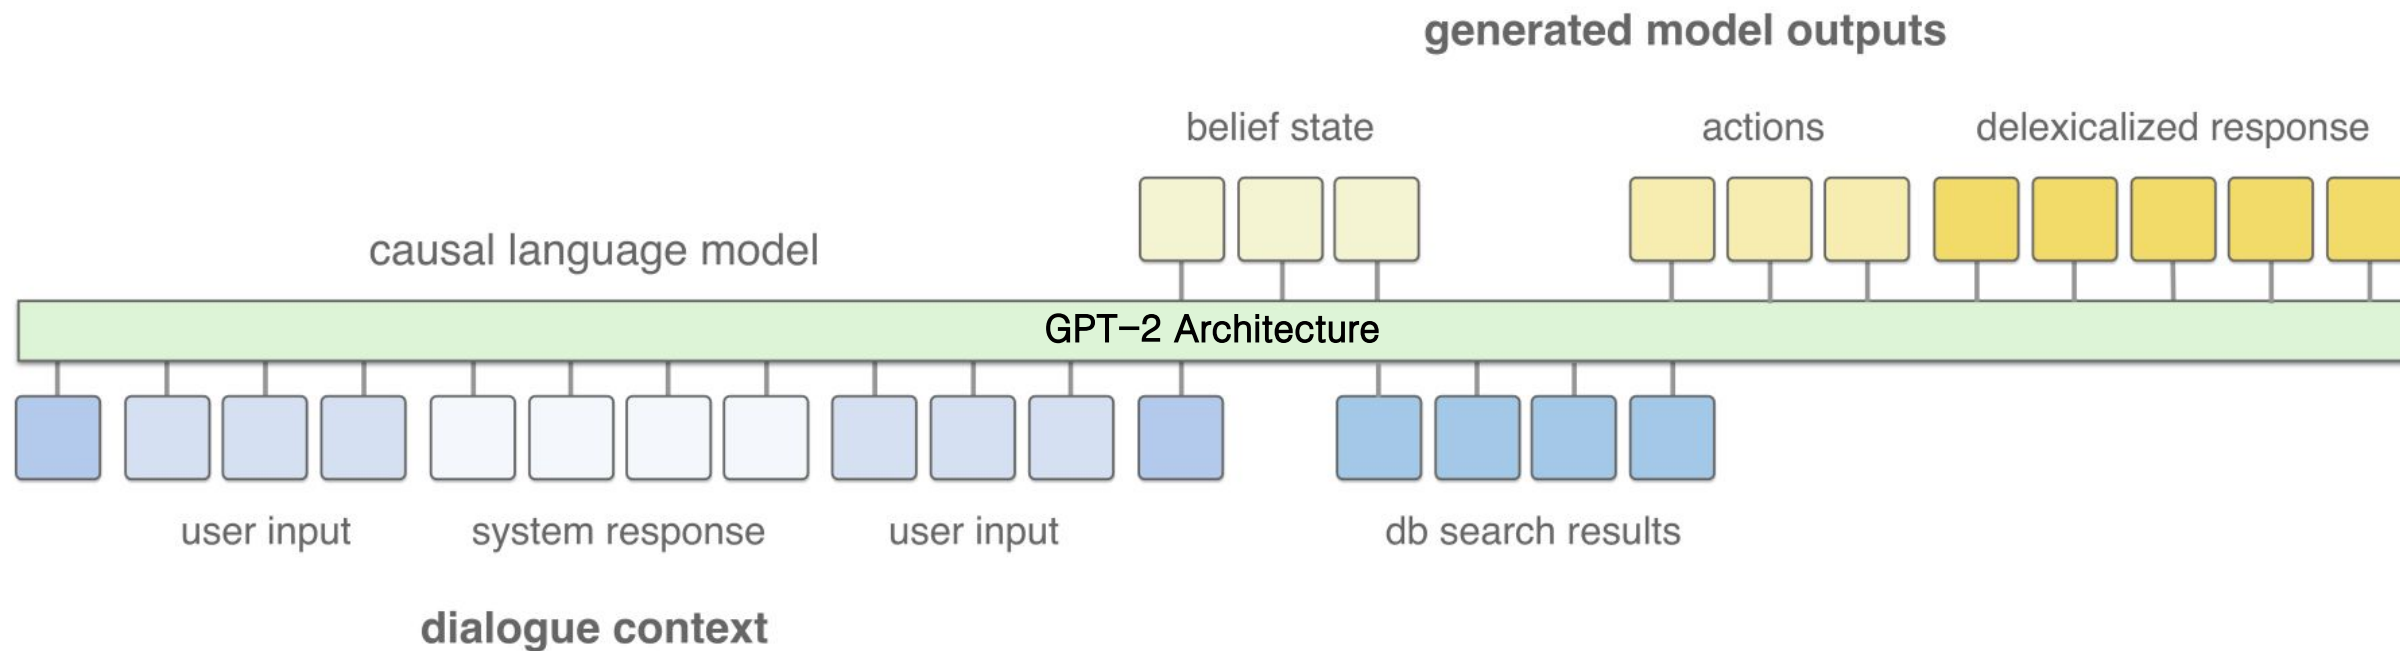 generated model outputs
belief state
actions
delexicalized response
causal language model
GPT-2 Architecture
user input
system response
user input
db search results
dialogue context